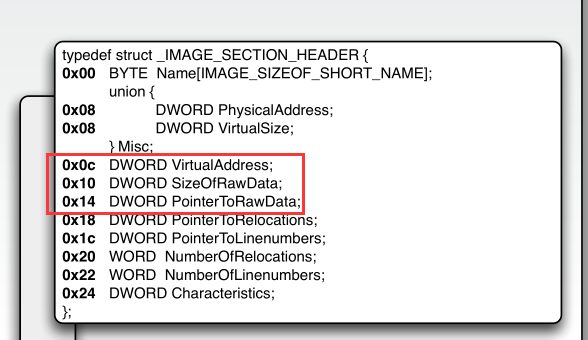 typedef struct _IMAGE_SECTION_HEADER {
0x00 BYTE Name[IMAGE_SIZEOF_SHORT_NAME];
union {
0x08 DWORD PhysicalAddress;
0x08 DWORD VirtualSize;
} Misc;
0x0c DWORD VirtualAddress;
0x10 DWORD SizeOfRawData;
0x14 DWORD PointerToRawData;
0x18 DWORD PointerToRelocations;
0x1c DWORD PointerToLinenumbers;
0x20 WORD NumberOfRelocations;
0x22 WORD NumberOfLinenumbers;
0x24 DWORD Characteristics;
};